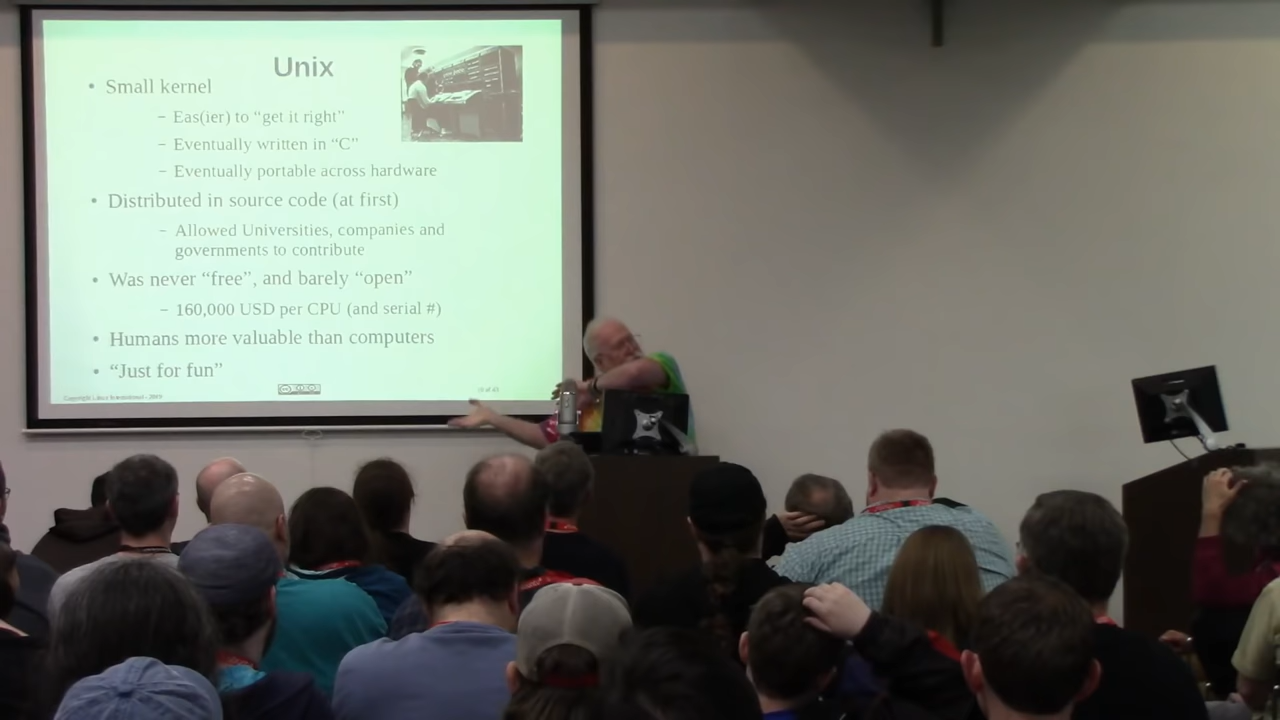 Unix
• Small kernel
– Eas(ier) to “get it right”
– Eventually written in “C”
– Eventually portable across hardware
• Distributed in source code (at first)
– Allowed Universities, companies and
governments to contribute
• Was never “free”, and barely “open”
– 160,000 USD per CPU (and serial #)
• Humans more valuable than computers
• “Just for fun”